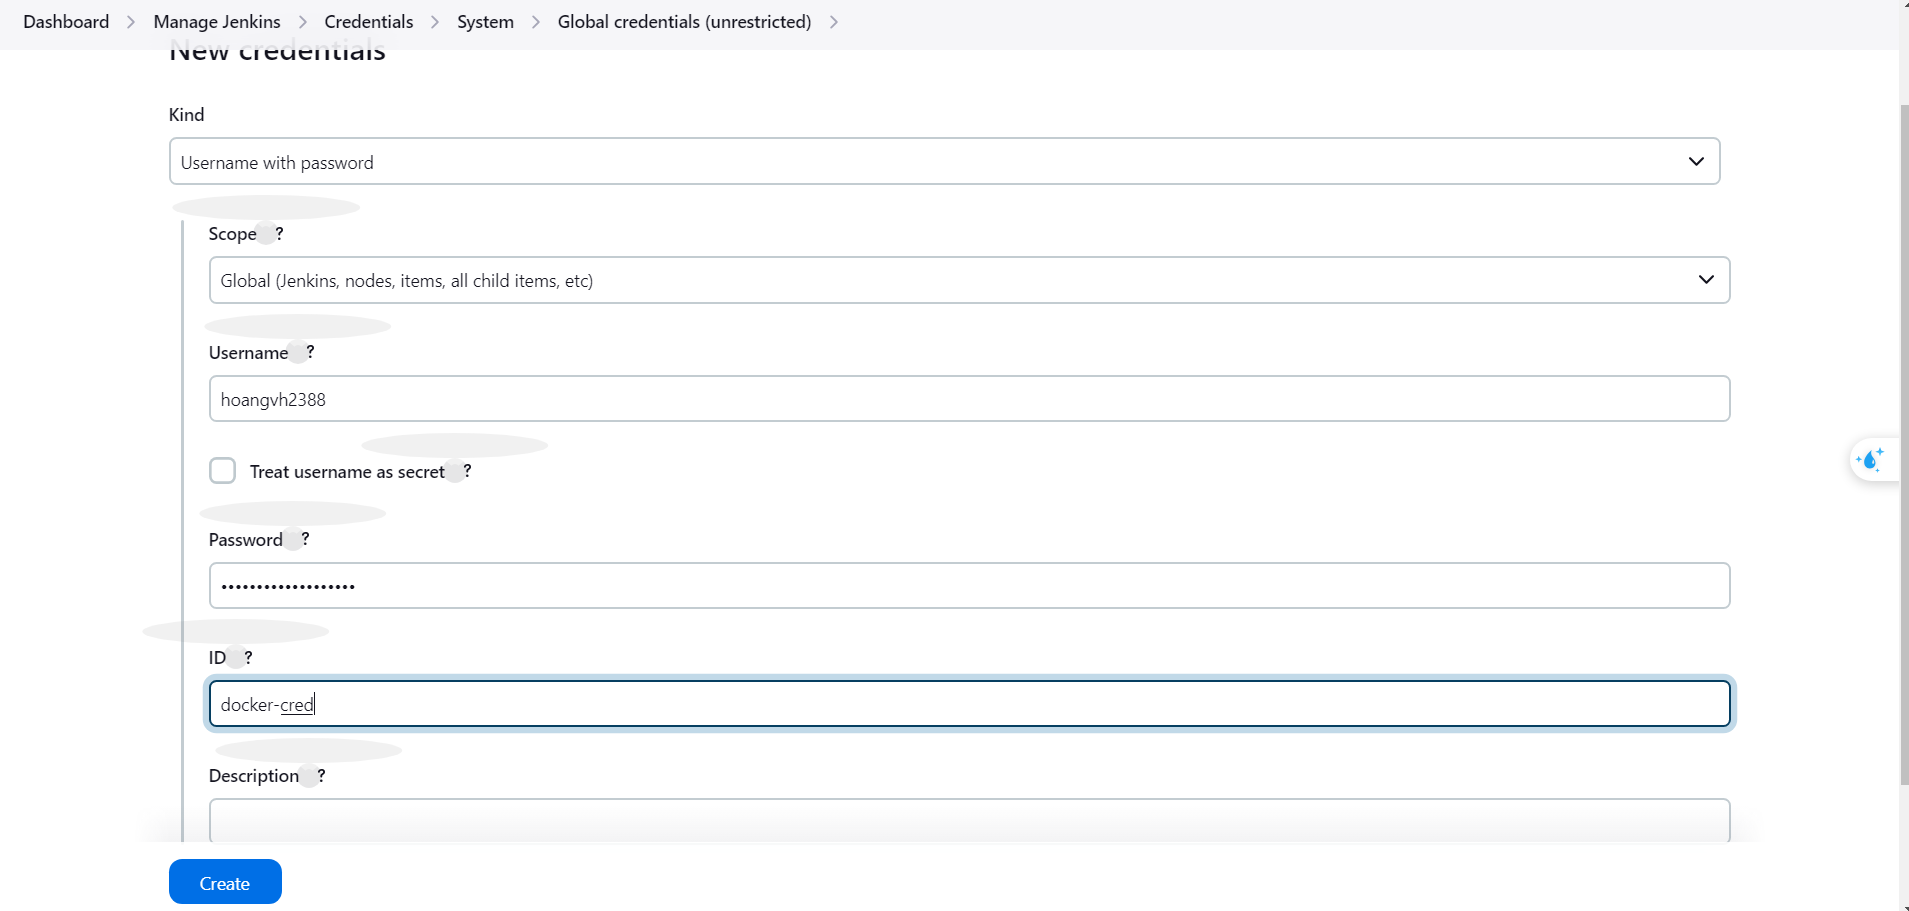 Dashboard > Manage Jenkins > Credentials > System > Global credentials (unrestricted) >
New credentials
Kind
Username with password
Scope ?
Global (Jenkins, nodes, items, all child items, etc)
Username ?
hoangvh2388
Treat username as secret ?
Password ?
•••••••••••••••••••
ID ?
docker-cred
Description ?
Create